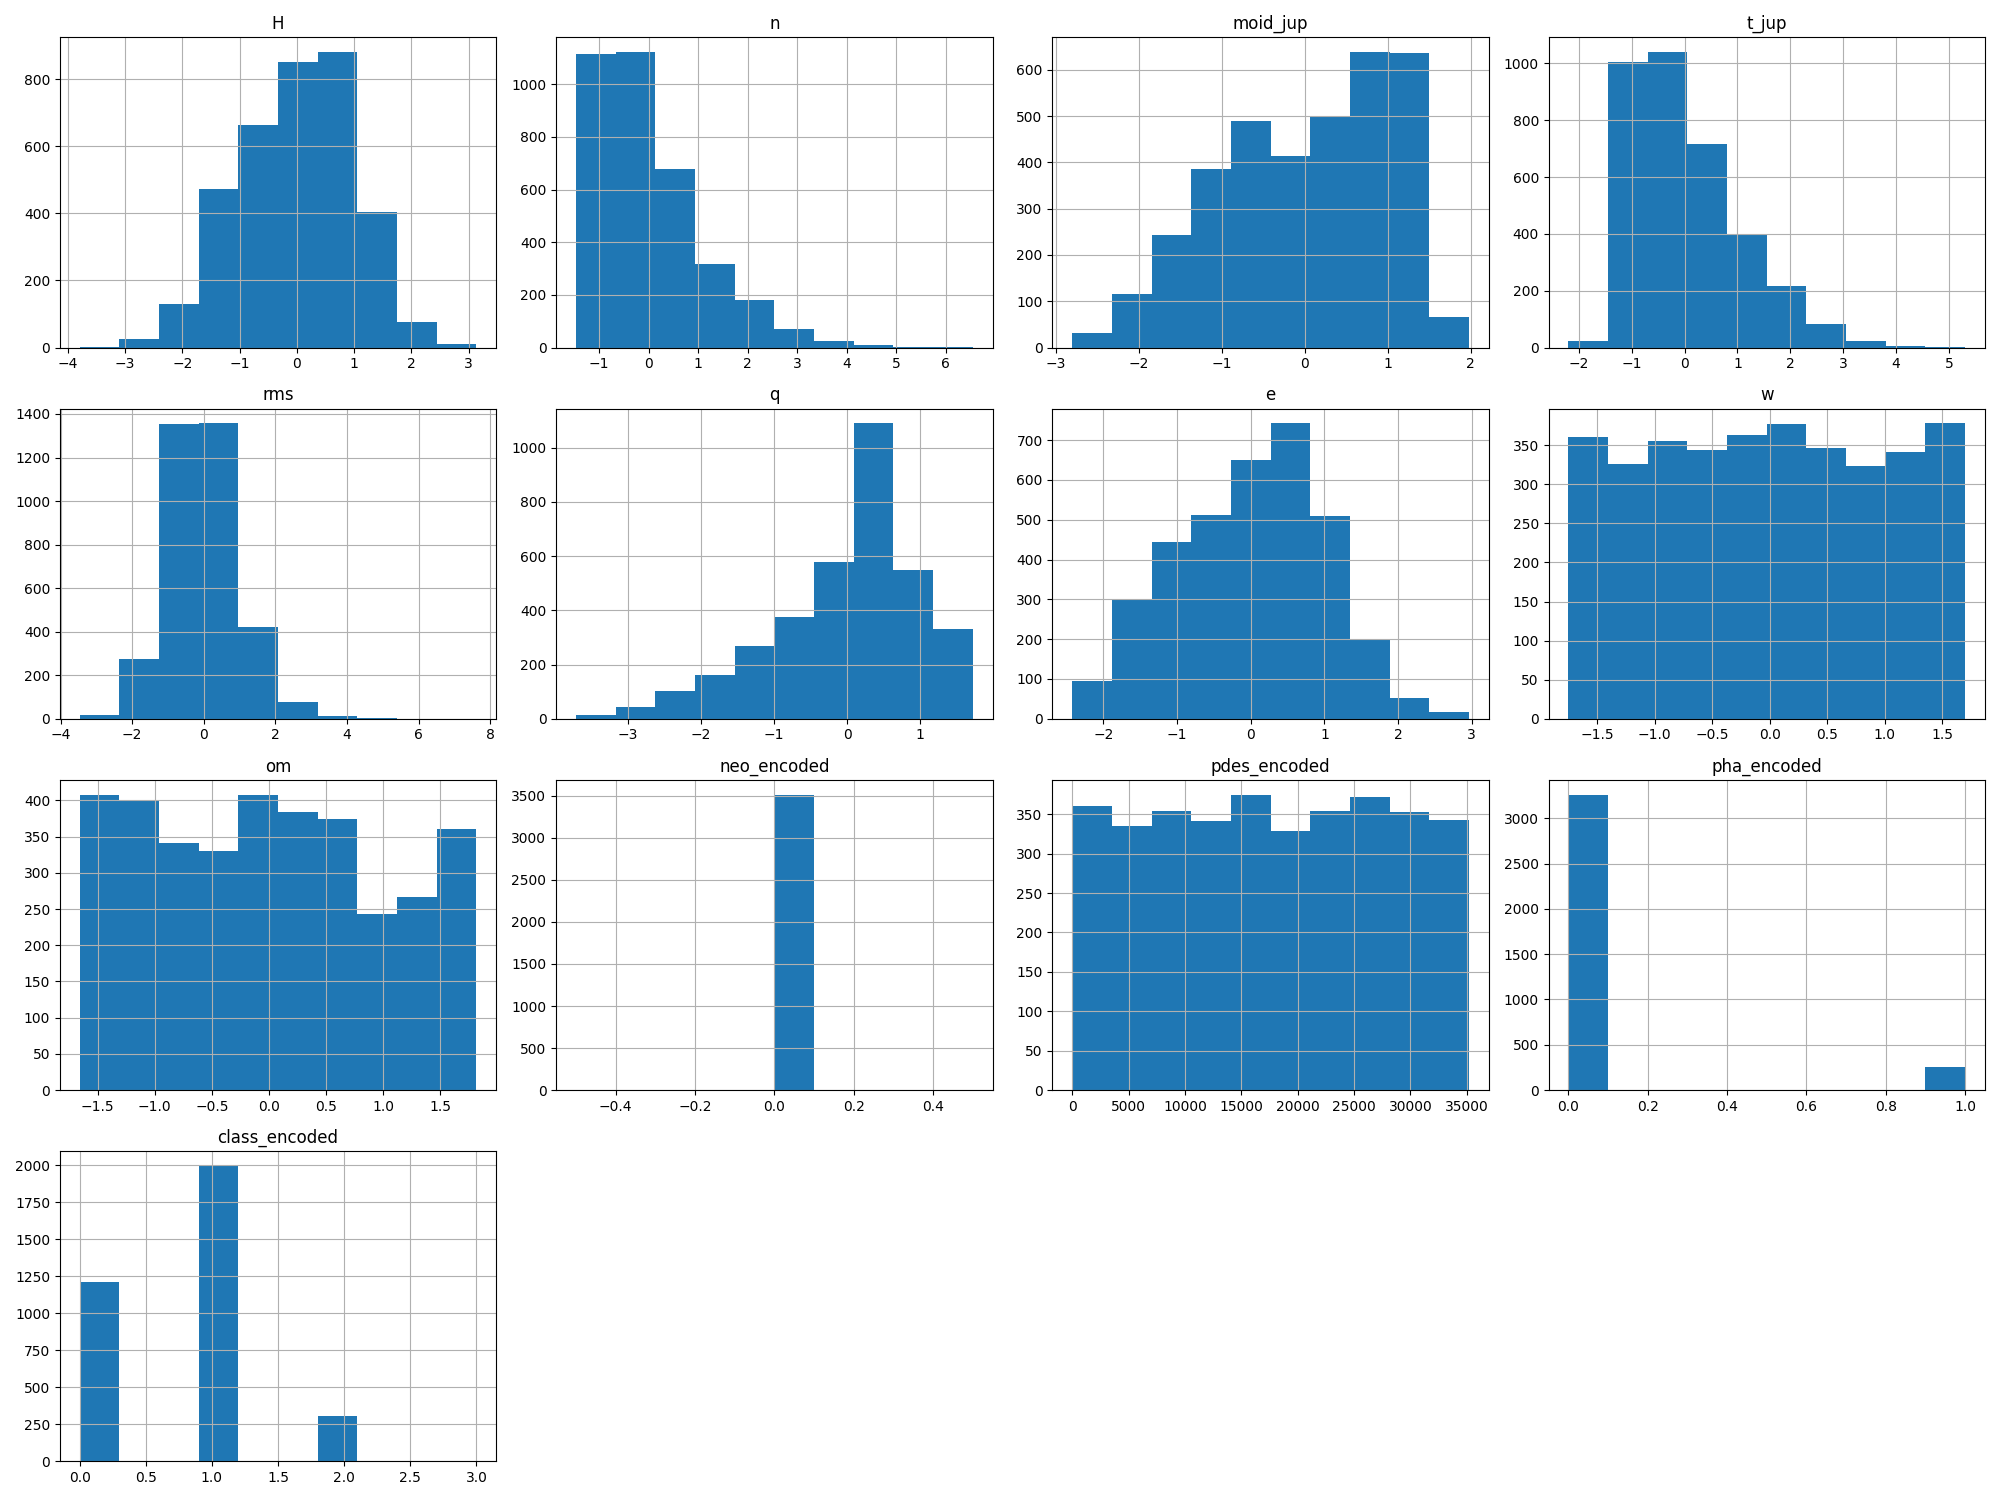 H n moid_jup t_jup
800 600 400 200 0
−4 −3 −2 −1 0 1 2 3
1000 800 600 400 200 0
−1 0 1 2 3 4 5 6
600 500 400 300 200 100 0
−3 −2 −1 0 1 2
1000 800 600 400 200 0
−2 −1 0 1 2 3 4 5
rms q e w
1400 1200 1000 800 600 400 200 0
−4 −2 0 2 4 6 8
1000 800 600 400 200 0
−3 −2 −1 0 1
700 600 500 400 300 200 100 0
−2 −1 0 1 2 3
350 300 250 200 150 100 50 0
−1.5 −1.0 −0.5 0.0 0.5 1.0 1.5
om neo_encoded pdes_encoded pha_encoded
400 350 300 250 200 150 100 50 0
−1.5 −1.0 −0.5 0.0 0.5 1.0 1.5
3500 3000 2500 2000 1500 1000 500 0
−0.4 −0.2 0.0 0.2 0.4
350 300 250 200 150 100 50 0
0 5000 10000 15000 20000 25000 30000 35000
3000 2500 2000 1500 1000 500 0
0.0 0.2 0.4 0.6 0.8 1.0
class_encoded
2000 1750 1500 1250 1000 750 500 250 0
0.0 0.5 1.0 1.5 2.0 2.5 3.0